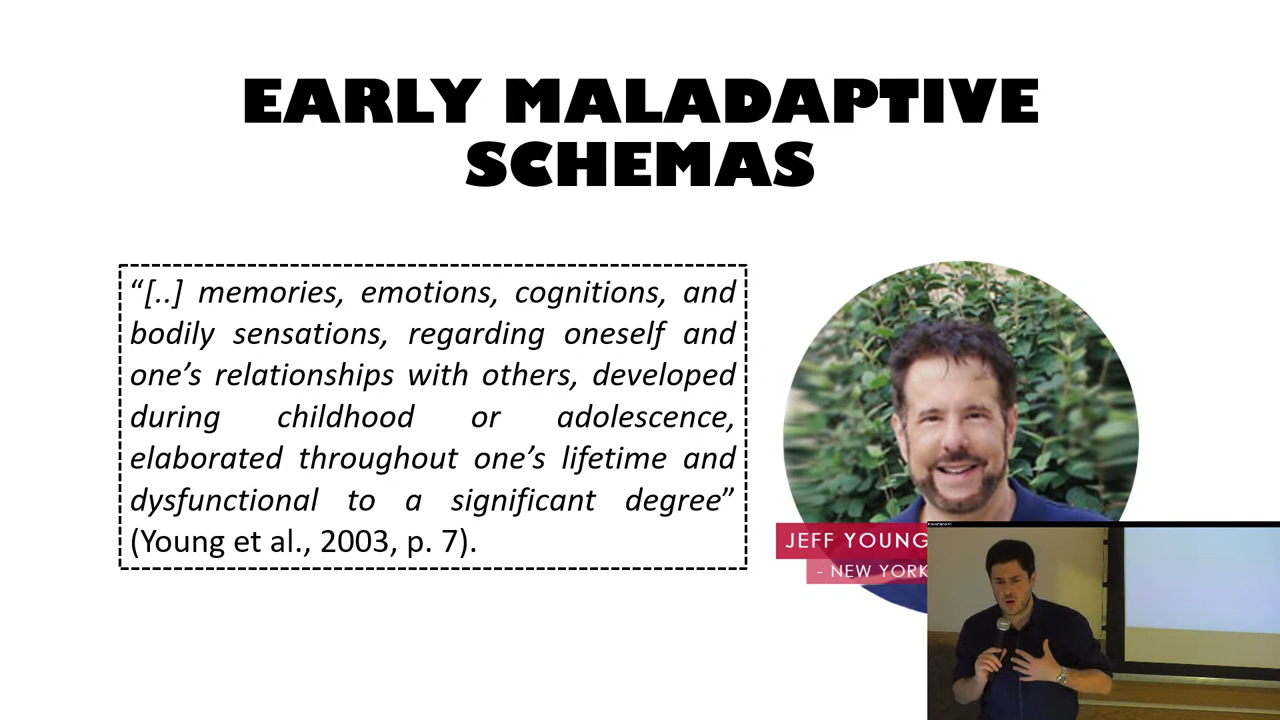 EARLY MALADAPTIVE
SCHEMAS
“[..] memories, emotions, cognitions, and
bodily sensations, regarding oneself and
one’s relationships with others, developed
during childhood or adolescence,
elaborated throughout one’s lifetime and
dysfunctional to a significant degree”
(Young et al., 2003, p. 7).
JEFF YOUNG
- NEW YORK